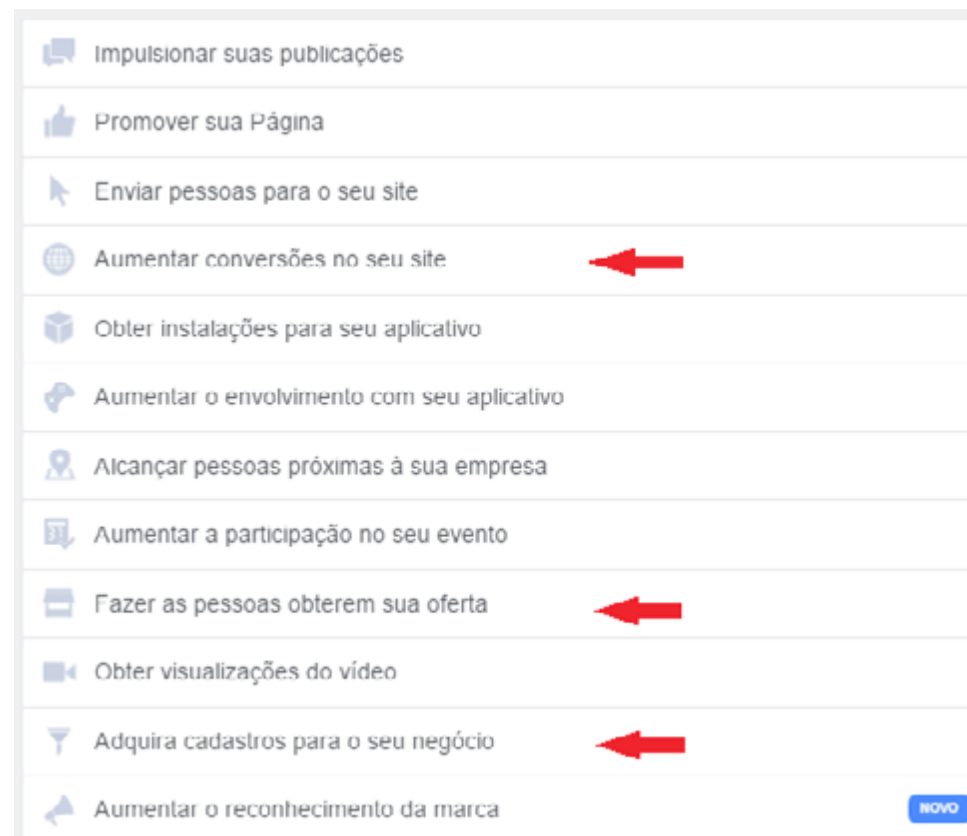 Impulsionar suas publicações
Promover sua Página
Enviar pessoas para o seu site
Aumentar conversões no seu site
Obter instalações para seu aplicativo
Aumentar o envolvimento com seu aplicativo
Alcançar pessoas próximas à sua empresa
Aumentar a participação no seu evento
Fazer as pessoas obterem sua oferta
Obter visualizações do vídeo
Adquira cadastros para o seu negócio
Aumentar o reconhecimento da marca NOVO